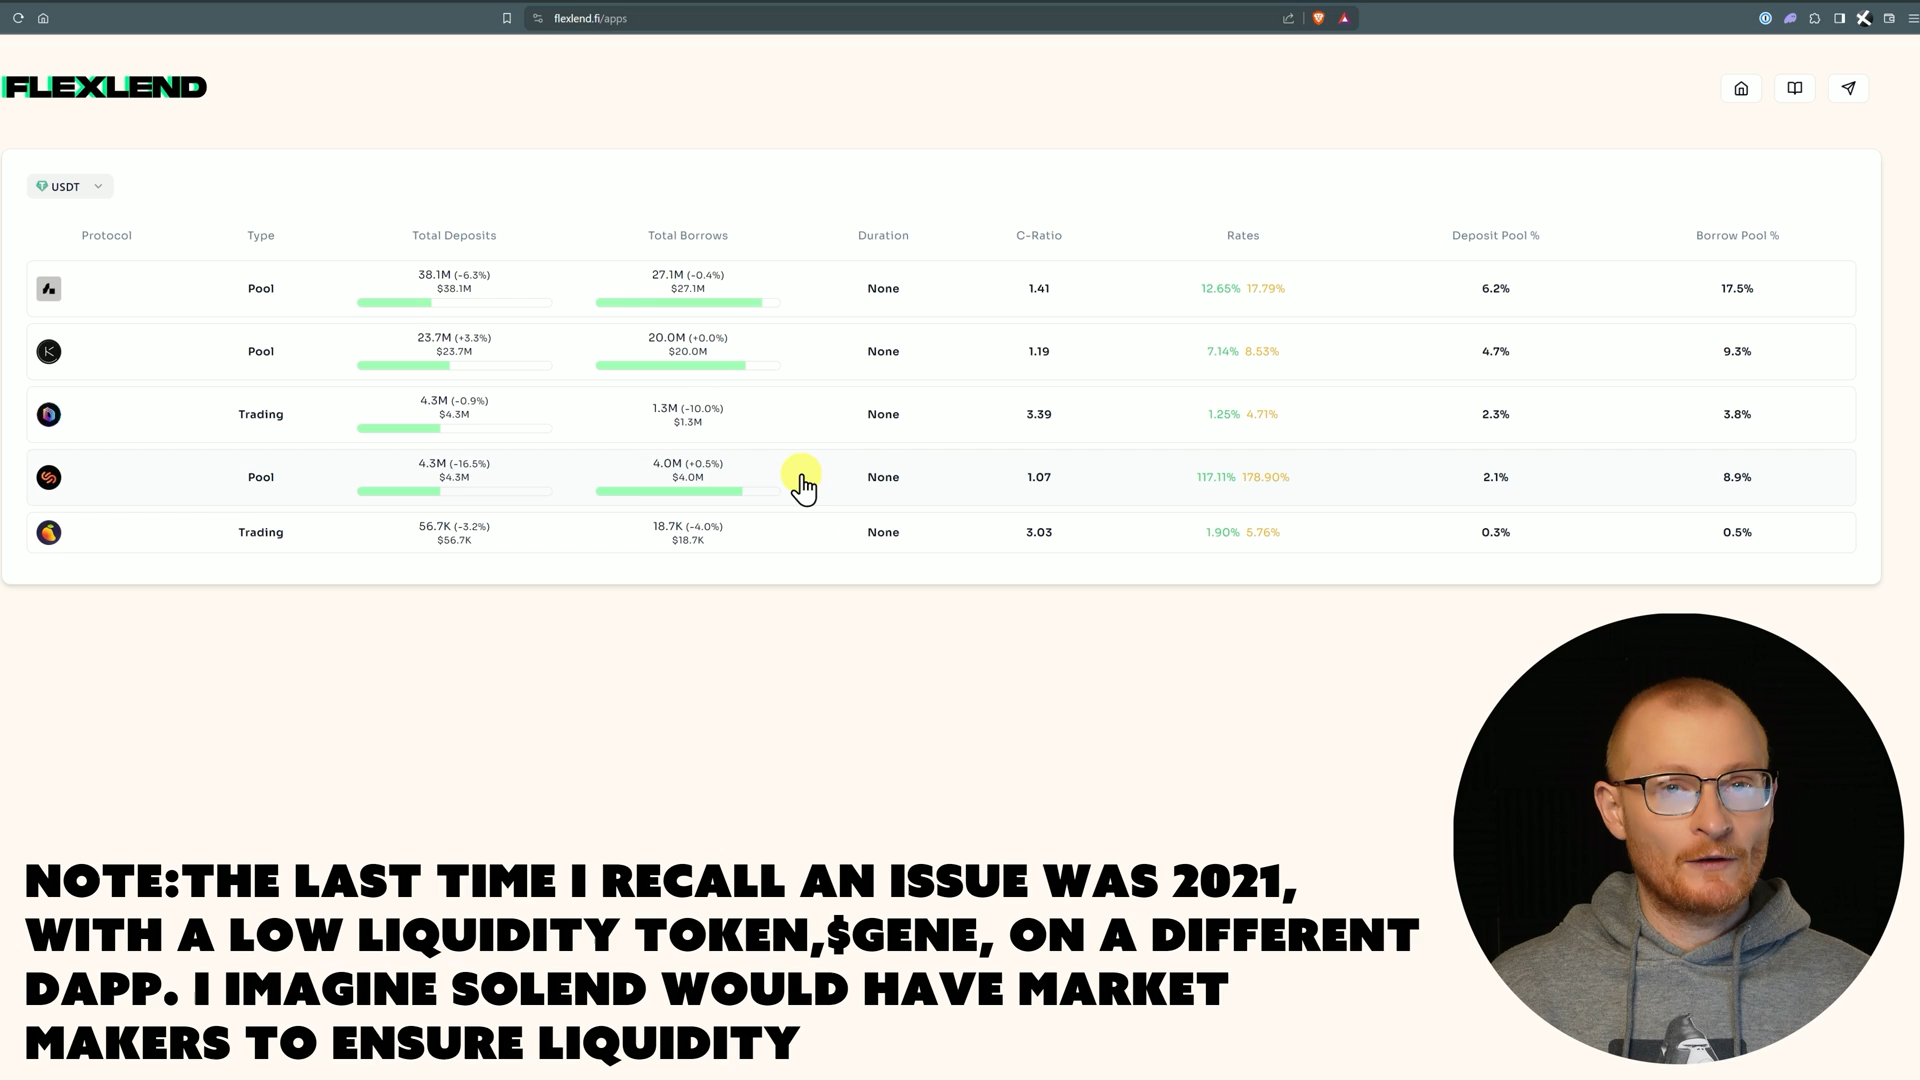 flexlend.fi/apps
FLEXLEND
USDT
Protocol Type Total Deposits Total Borrows Duration C-Ratio Rates Deposit Pool % Borrow Pool %
38.1M (-6.3%) 27.1M (-0.4%)
Pool None 1.41 12.65% 17.79% 6.2% 17.5%
$38.1M $27.1M
23.7M (+3.3%) 20.0M (+0.0%)
Pool None 1.19 7.14% 8.53% 4.7% 9.3%
$23.7M $20.0M
4.3M (-0.9%) 1.3M (-10.0%)
Trading None 3.39 1.25% 4.71% 2.3% 3.8%
$4.3M $1.3M
4.3M (-16.5%) 4.0M (+0.5%)
Pool None 1.07 117.11% 178.90% 2.1% 8.9%
$4.3M $4.0M
56.7K (-3.2%) 18.7K (-4.0%)
Trading None 3.03 1.90% 5.76% 0.3% 0.5%
$56.7K $18.7K
NOTE:THE LAST TIME I RECALL AN ISSUE WAS 2021,
WITH A LOW LIQUIDITY TOKEN,$GENE, ON A DIFFERENT
DAPP. I IMAGINE SOLEND WOULD HAVE MARKET
MAKERS TO ENSURE LIQUIDITY